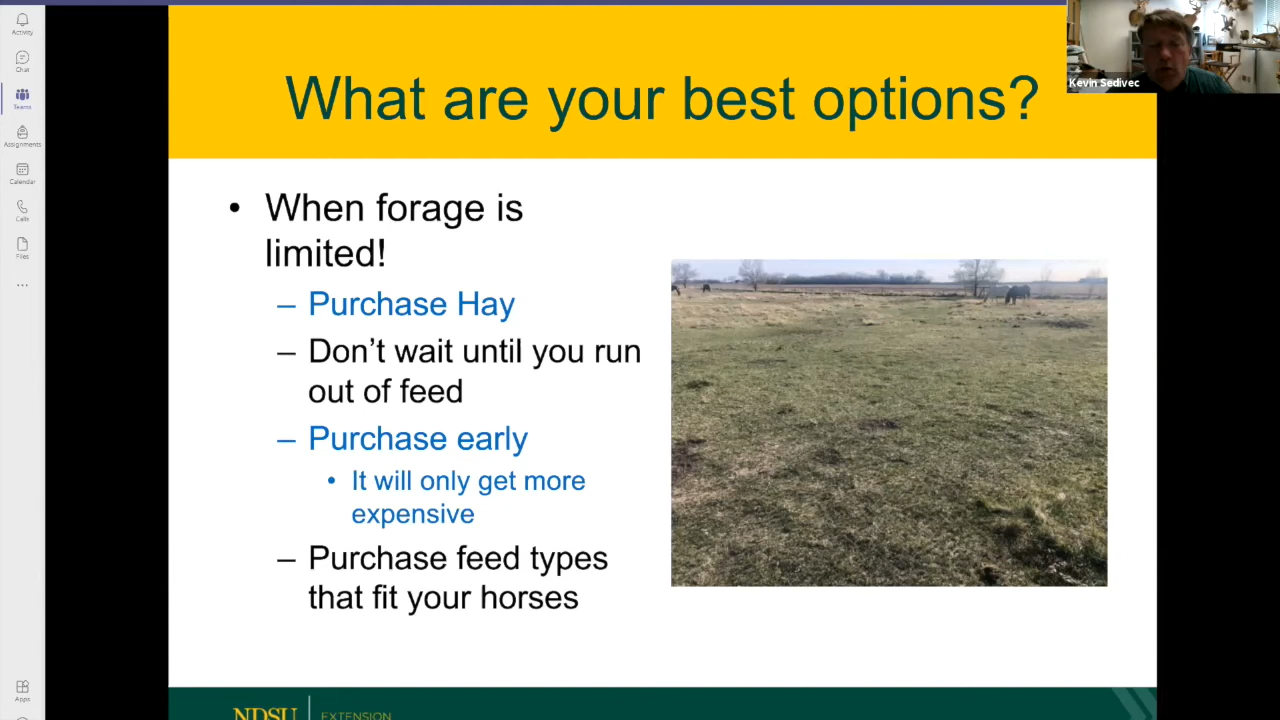 Activity
Chat
Teams
Assignments
Calendar
Calls
Files
...
Apps
What are your best options?
Kevin Sedivec
• When forage is
limited!
– Purchase Hay
– Don’t wait until you run
out of feed
– Purchase early
• It will only get more
expensive
– Purchase feed types
that fit your horses
NDSU | EXTENSION